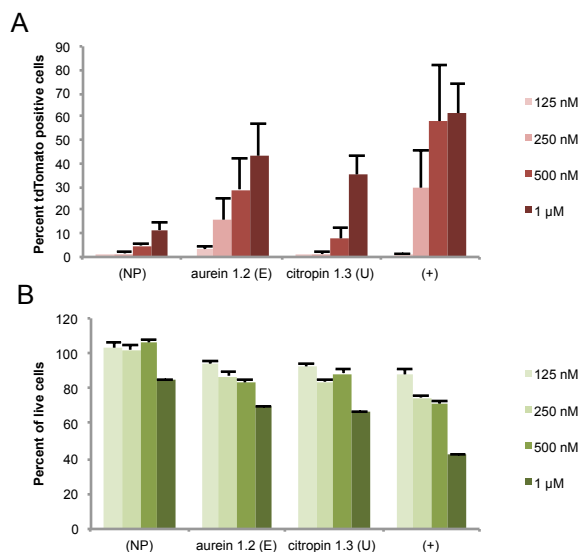 A
Percent tdTomato positive cells
90
80
70
60
50
40
30
20
10
0
(NP) aurein 1.2 (E) citropin 1.3 (U) (+)
125 nM
250 nM
500 nM
1 µM
B
Percent of live cells
120
100
80
60
40
20
0
(NP) aurein 1.2 (E) citropin 1.3 (U) (+)
125 nM
250 nM
500 nM
1 µM